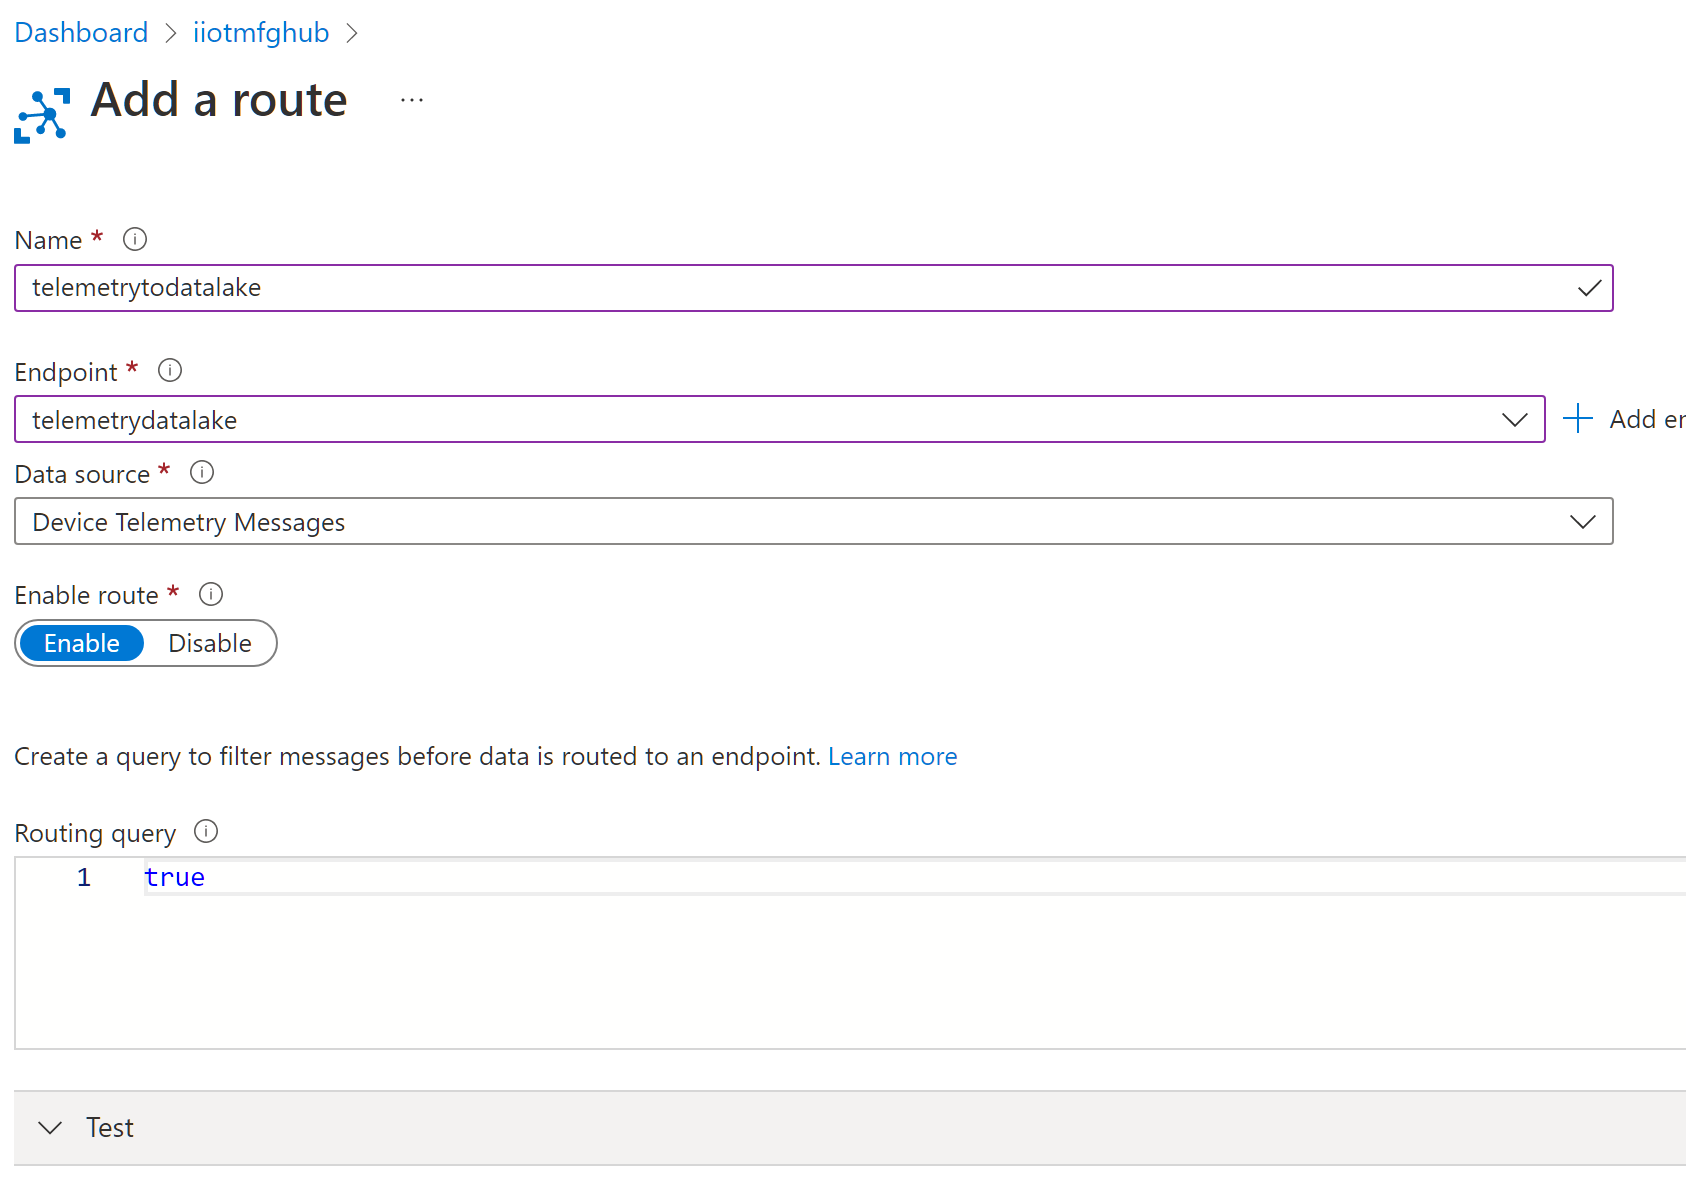 Dashboard > iiotmfghub >
Add a route ...
Name *
telemetrytodatalake
Endpoint *
telemetrydatalake
Add
Data source *
Device Telemetry Messages
Enable route *
Enable Disable
Create a query to filter messages before data is routed to an endpoint. Learn more
Routing query
1 true
Test